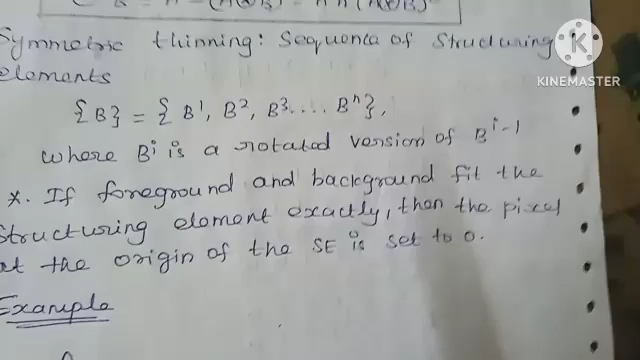 Symmetric thinning: Sequence of Structuring
elements
{B} = { B¹, B², B³.... Bⁿ},
where Bⁱ is a rotated version of Bⁱ⁻¹
*. If foreground and background fit the
structuring element exactly, then the pixel
at the origin of the SE is set to 0.
Example
KINEMASTER